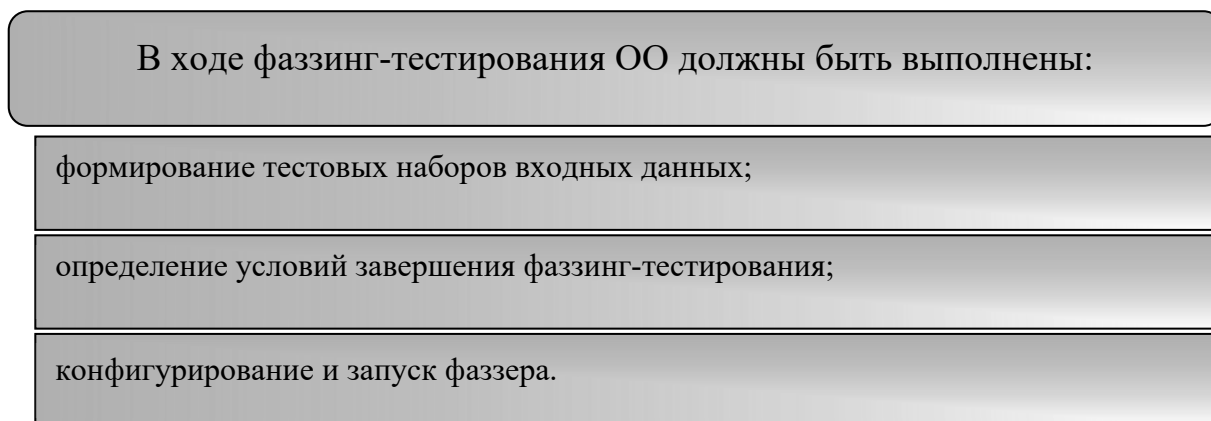 В ходе фаззинг-тестирования ОО должны быть выполнены:
формирование тестовых наборов входных данных;
определение условий завершения фаззинг-тестирования;
конфигурирование и запуск фаззера.